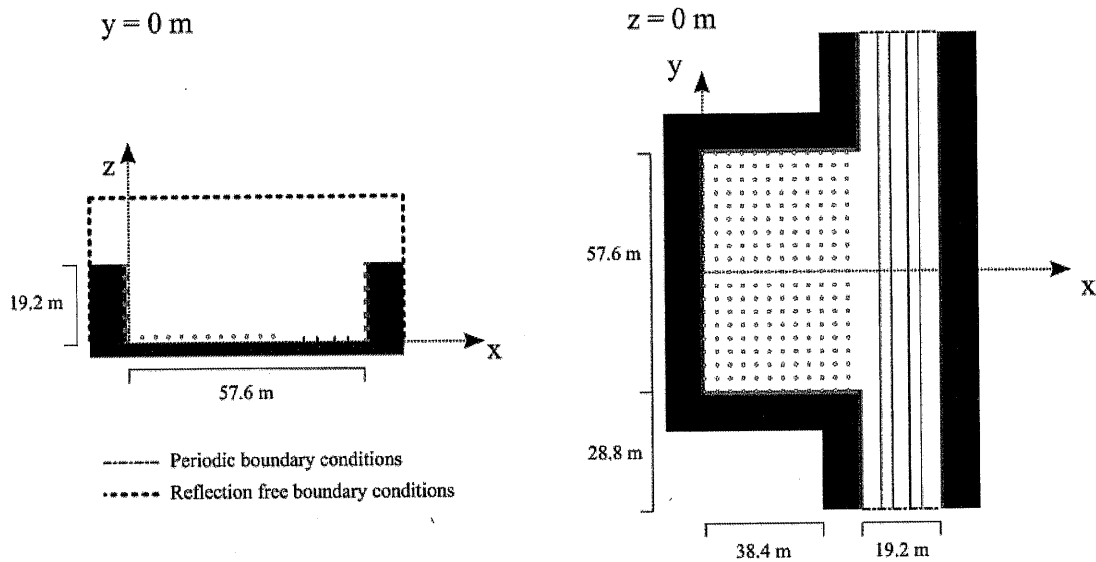 y = 0 m
z
19,2 m
x
57.6 m
Periodic boundary conditions
Reflection free boundary conditions
z = 0 m
y
57.6 m
x
28.8 m
38.4 m
19.2 m